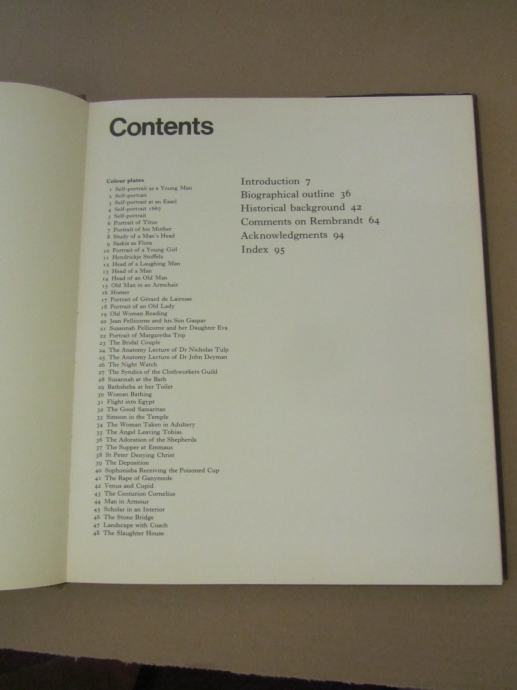 Contents
Colour plates
1 Self-portrait as a Young Man
2 Self-portrait
3 Self-portrait at an Easel
4 Self-portrait 1667
5 Self-portrait
6 Portrait of Titus
7 Portrait of his Mother
8 Study of a Man's Head
9 Saskia as Flora
10 Portrait of a Young Girl
11 Hendrickje Stoffels
12 Head of a Laughing Man
13 Head of a Man
14 Head of an Old Man
15 Old Man in an Armchair
16 Homer
17 Portrait of Gérard de Lairesse
18 Portrait of an Old Lady
19 Old Woman Reading
20 Jean Pellicorne and his Son Gaspar
21 Susannah Pellicorne and her Daughter Eva
22 Portrait of Margaretha Trip
23 The Bridal Couple
24 The Anatomy Lecture of Dr Nicholas Tulp
25 The Anatomy Lecture of Dr John Deyman
26 The Night Watch
27 The Syndics of the Clothworkers Guild
28 Susannah at the Bath
29 Bathsheba at her Toilet
30 Woman Bathing
31 Flight into Egypt
32 The Good Samaritan
33 Simeon in the Temple
34 The Woman Taken in Adultery
35 The Angel Leaving Tobias
36 The Adoration of the Shepherds
37 The Supper at Emmaus
38 St Peter Denying Christ
39 The Deposition
40 Sophonisba Receiving the Poisoned Cup
41 The Rape of Ganymede
42 Venus and Cupid
43 The Centurion Cornelius
44 Man in Armour
45 Scholar in an Interior
46 The Stone Bridge
47 Landscape with Coach
48 The Slaughter House
Introduction 7
Biographical outline 36
Historical background 42
Comments on Rembrandt 64
Acknowledgments 94
Index 95